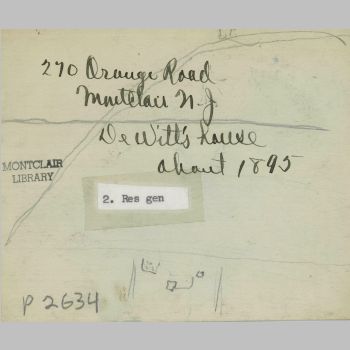 270 Orange Road
Montclair N.J
De Witt's house
about 1895
MONTCLAIR
LIBRARY
2. Res gen
P 2634